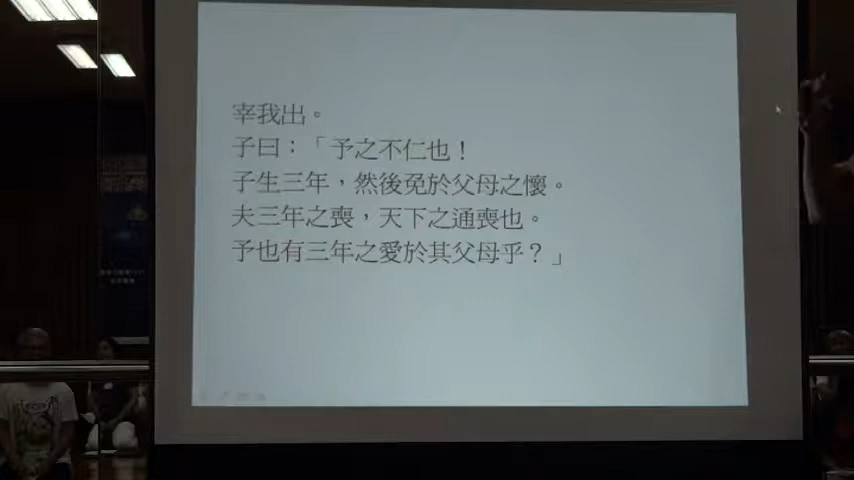 宰我出。
子曰：「予之不仁也！
子生三年，然後免於父母之懷。
夫三年之喪，天下之通喪也。
予也有三年之愛於其父母乎？」